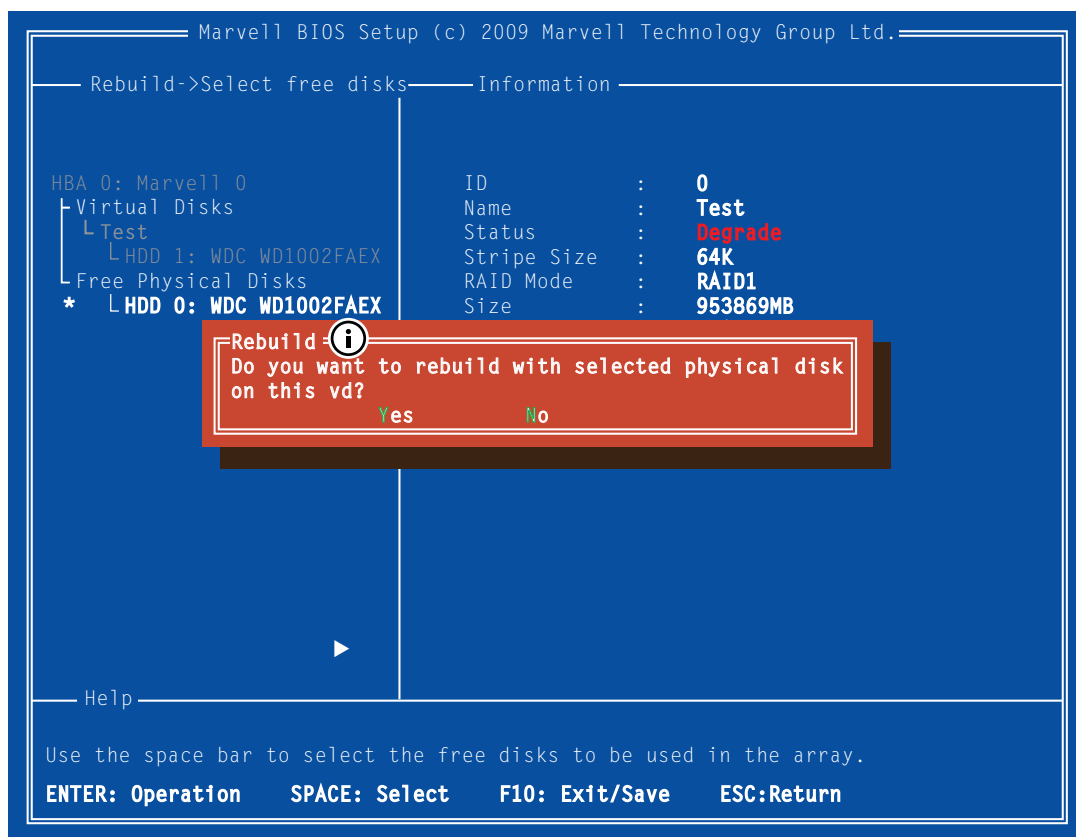 Marvell BIOS Setup (c) 2009 Marvell Technology Group Ltd.
Rebuild->Select free disks
Information
HBA 0: Marvell 0
Virtual Disks
Test
HDD 1: WDC WD1002FAEX
Free Physical Disks
* HDD 0: WDC WD1002FAEX
ID : 0
Name : Test
Status : Degrade
Stripe Size : 64K
RAID Mode : RAID1
Size : 953869MB
Rebuild
i
Do you want to rebuild with selected physical disk
on this vd?
Yes No
Help
Use the space bar to select the free disks to be used in the array.
ENTER: Operation SPACE: Select F10: Exit/Save ESC:Return